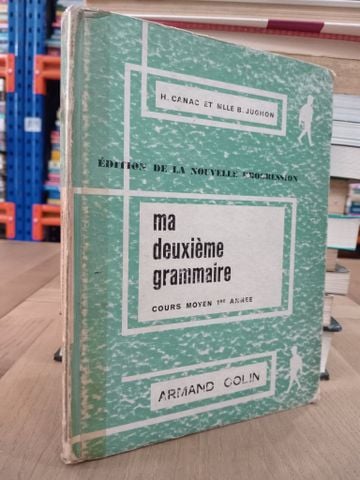 H. CANAC ET MLLE B. JUGHON
ÉDITION DE LA NOUVELLE PROGRESSION
ma
deuxième
grammaire
COURS MOYEN 1RE ANNÉE
ARMAND COLIN